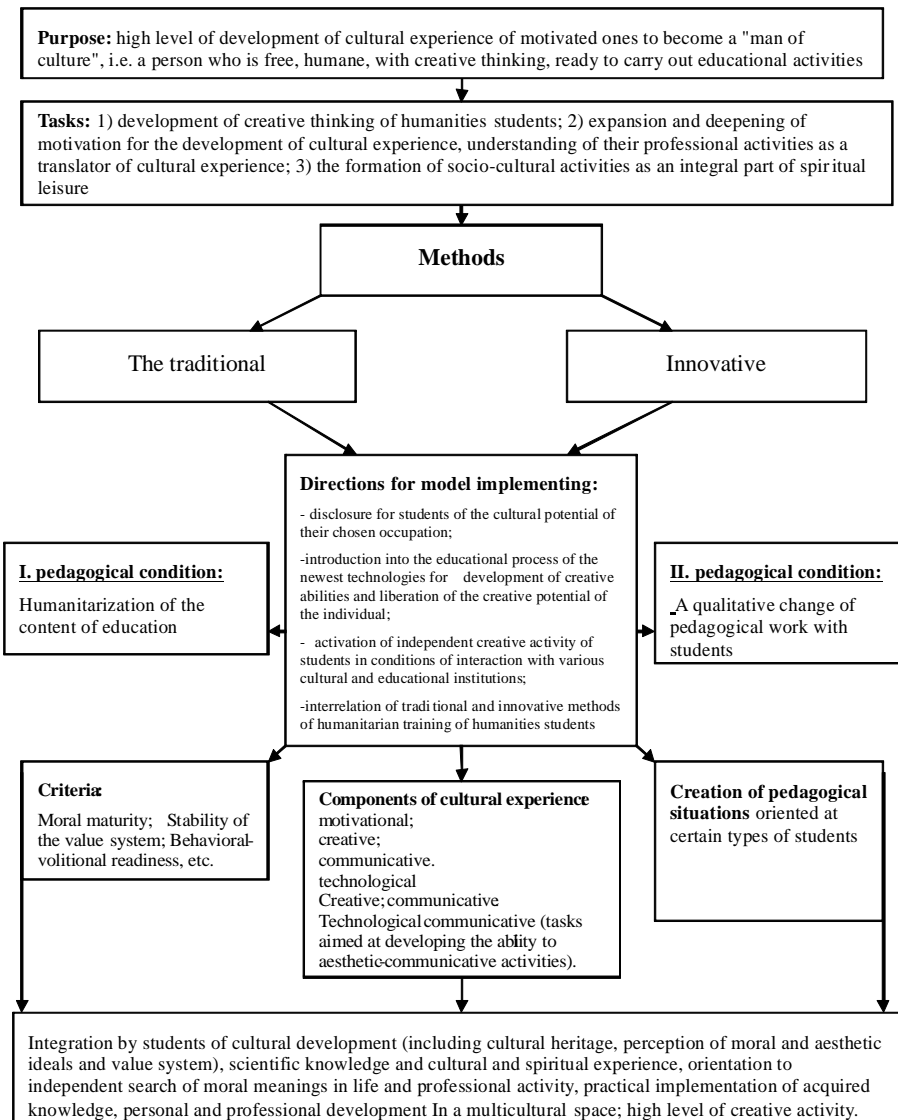 Purpose: high level of development of cultural experience of motivated ones to become a "man of
culture", i.e. a person who is free, humane, with creative thinking, ready to carry out educational activities
Tasks: 1) development of creative thinking of humanities students; 2) expansion and deepening of
motivation for the development of cultural experience, understanding of their professional activities as a
translator of cultural experience; 3) the formation of socio-cultural activities as an integral part of spiritual
leisure
Methods
The traditional
Innovative
Directions for model implementing:
- disclosure for students of the cultural potential of
their chosen occupation;
-introduction into the educational process of the
newest technologies for development of creative
abilities and liberation of the creative potential of
the individual;
- activation of independent creative activity of
students in conditions of interaction with various
cultural and educational institutions;
-interrelation of traditional and innovative methods
of humanitarian training of humanities students
I. pedagogical condition:
Humanitarization of the
content of education
II. pedagogical condition:
A qualitative change of
pedagogical work with
students
Criteria:
Moral maturity; Stability of
the value system; Behavioral-
volitional readiness, etc.
Components of cultural experience:
motivational;
creative;
communicative.
technological
Creative; communicative.
Technological communicative (tasks
aimed at developing the ability to
aesthetic-communicative activities).
Creation of pedagogical
situations oriented at
certain types of students
Integration by students of cultural development (including cultural heritage, perception of moral and aesthetic
ideals and value system), scientific knowledge and cultural and spiritual experience, orientation to
independent search of moral meanings in life and professional activity, practical implementation of acquired
knowledge, personal and professional development In a multicultural space; high level of creative activity.